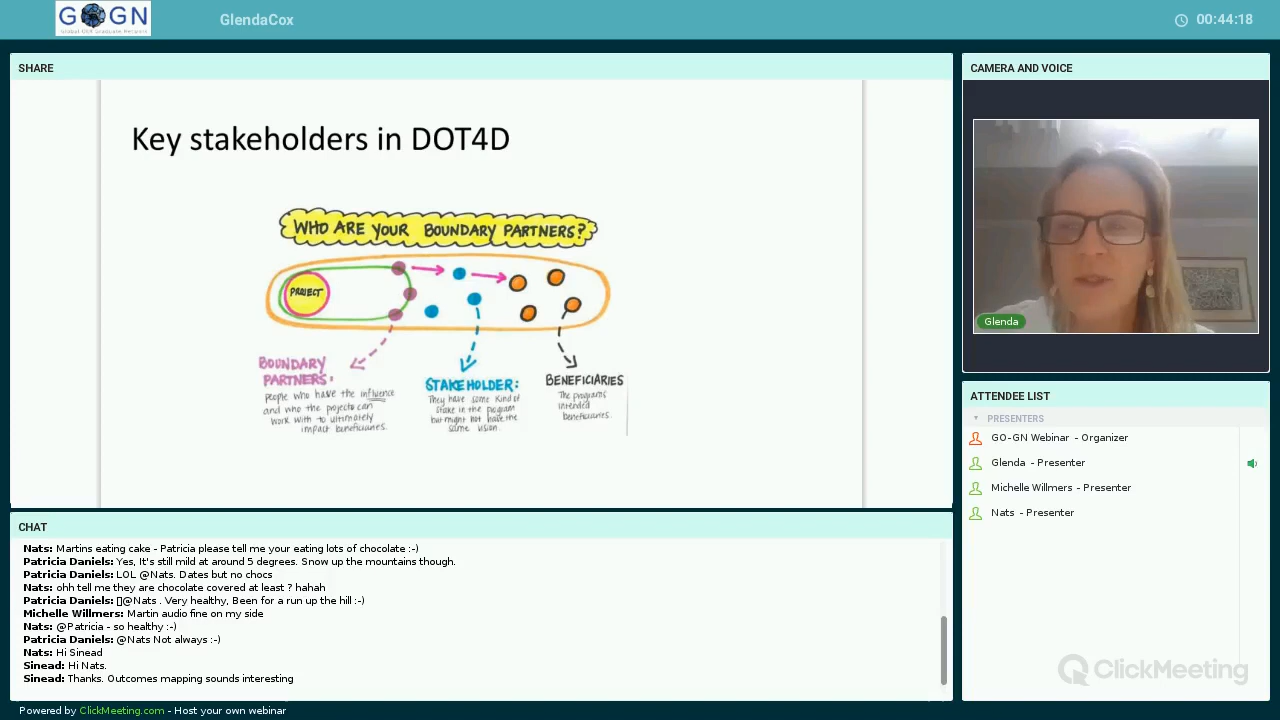 GOGN
Global OER Graduate Network
GlendaCox
00:44:18
SHARE
Key stakeholders in DOT4D
WHO ARE YOUR BOUNDARY PARTNERS?
PROJECT
BOUNDARY
PARTNERS:
PEOPLE WHO HAVE THE influence
and who the projects can
work with to ultimately
impact beneficiaries.
STAKEHOLDER:
They have some kind of
stake in the program
but might not have the
same vision.
BENEFICIARIES
The programs
intended
beneficiaries.
CAMERA AND VOICE
Glenda
ATTENDEE LIST
PRESENTERS
GO-GN Webinar - Organizer
Glenda - Presenter
Michelle Willmers - Presenter
Nats - Presenter
ClickMeeting
CHAT
Nats: Martins eating cake - Patricia please tell me your eating lots of chocolate :-)
Patricia Daniels: Yes, It's still mild at around 5 degrees. Snow up the mountains though.
Patricia Daniels: LOL @Nats. Dates but no chocs
Nats: ohh tell me they are chocolate covered at least ? hahah
Patricia Daniels: @Nats . Very healthy, Been for a run up the hill :-)
Michelle Willmers: Martin audio fine on my side
Nats: @Patricia - so healthy :-)
Patricia Daniels: @Nats Not always :-)
Nats: Hi Sinead
Sinead: Hi Nats.
Sinead: Thanks. Outcomes mapping sounds interesting
Powered by ClickMeeting.com - Host your own webinar